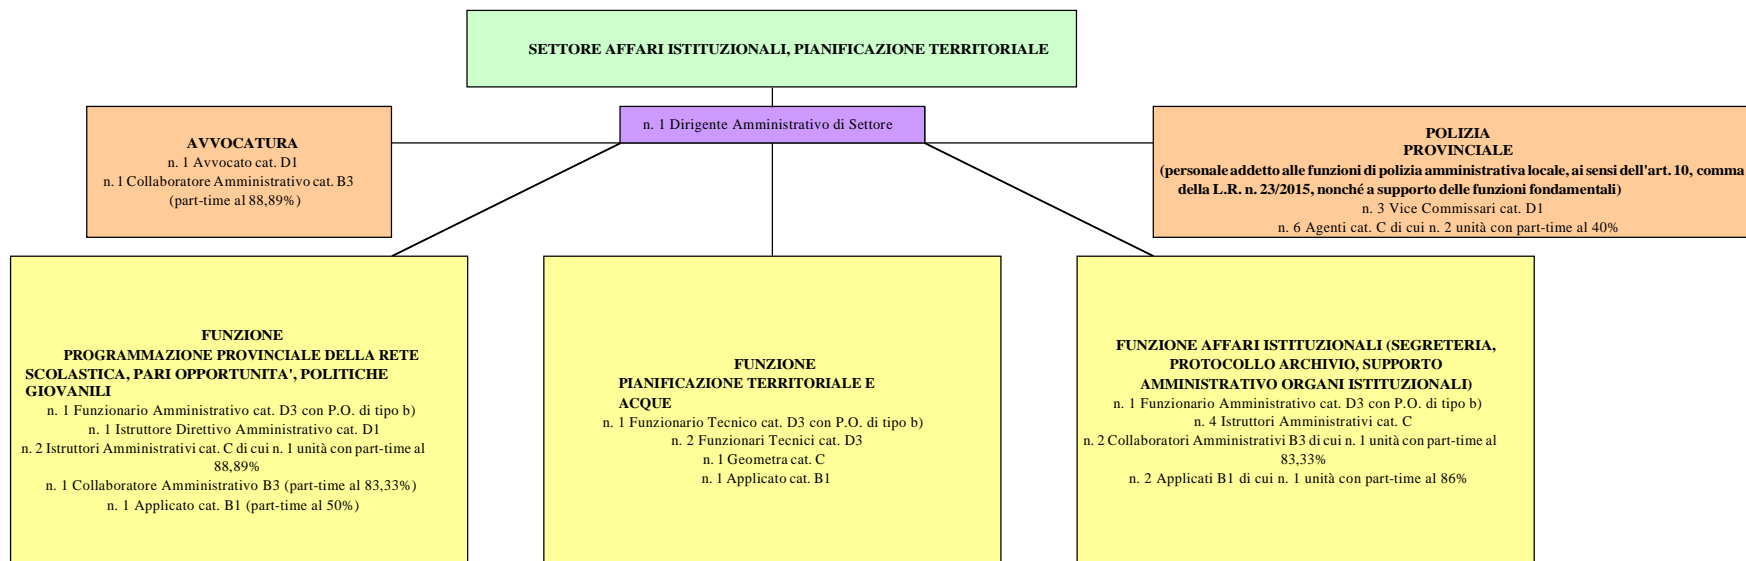 SETTORE AFFARI ISTITUZIONALI, PIANIFICAZIONE TERRITORIALE
n. 1 Dirigente Amministrativo di Settore
AVVOCATURA
n. 1 Avvocato cat. D1
n. 1 Collaboratore Amministrativo cat. B3
(part-time al 88,89%)
POLIZIA
PROVINCIALE
(personale addetto alle funzioni di polizia amministrativa locale, ai sensi dell'art. 10, comma
della L.R. n. 23/2015, nonché a supporto delle funzioni fondamentali)
n. 3 Vice Commissari cat. D1
n. 6 Agenti cat. C di cui n. 2 unità con part-time al 40%
FUNZIONE
PROGRAMMAZIONE PROVINCIALE DELLA RETE
SCOLASTICA, PARI OPPORTUNITA', POLITICHE
GIOVANILI
n. 1 Funzionario Amministrativo cat. D3 con P.O. di tipo b)
n. 1 Istruttore Direttivo Amministrativo cat. D1
n. 2 Istruttori Amministrativi cat. C di cui n. 1 unità con part-time al
88,89%
n. 1 Collaboratore Amministrativo B3 (part-time al 83,33%)
n. 1 Applicato cat. B1 (part-time al 50%)
FUNZIONE
PIANIFICAZIONE TERRITORIALE E
ACQUE
n. 1 Funzionario Tecnico cat. D3 con P.O. di tipo b)
n. 2 Funzionari Tecnici cat. D3
n. 1 Geometra cat. C
n. 1 Applicato cat. B1
FUNZIONE AFFARI ISTITUZIONALI (SEGRETERIA,
PROTOCOLLO ARCHIVIO, SUPPORTO
AMMINISTRATIVO ORGANI ISTITUZIONALI)
n. 1 Funzionario Amministrativo cat. D3 con P.O. di tipo b)
n. 4 Istruttori Amministrativi cat. C
n. 2 Collaboratori Amministrativi B3 di cui n. 1 unità con part-time al
83,33%
n. 2 Applicati B1 di cui n. 1 unità con part-time al 86%